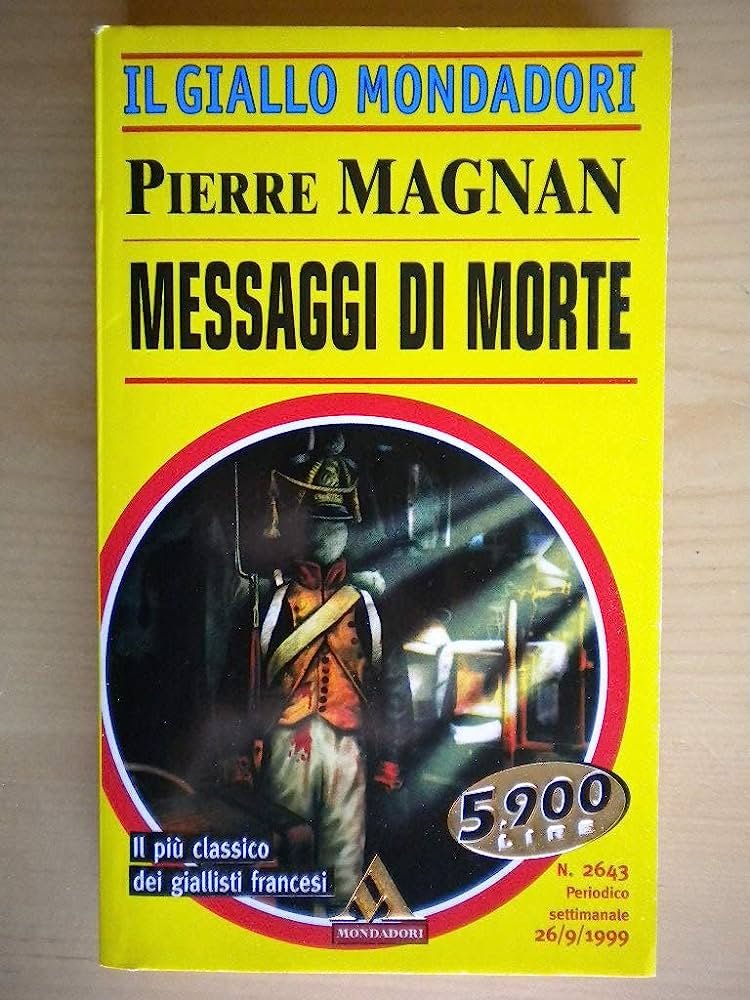 IL GIALLO MONDADORI
PIERRE MAGNAN
MESSAGGI DI MORTE
5.900
LIRE
Il più classico
dei giallisti francesi
MONDADORI
N. 2643
Periodico
settimanale
26/9/1999